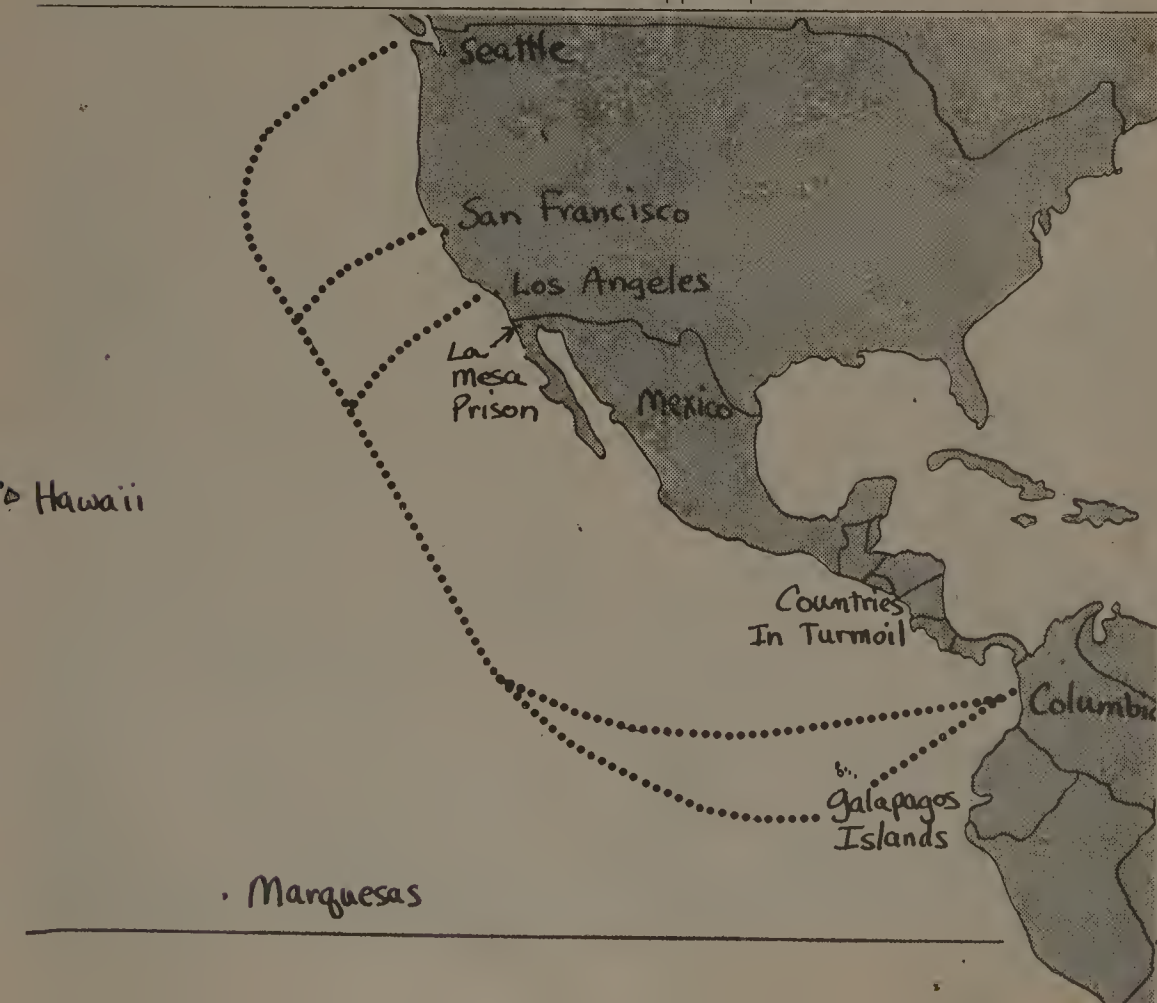 Seattle
San Francisco
Los Angeles
La
Mesa
Prison
Mexico
Hawaii
Countries
In Turmoil
Columbia
Galapagos
Islands
Marquesas